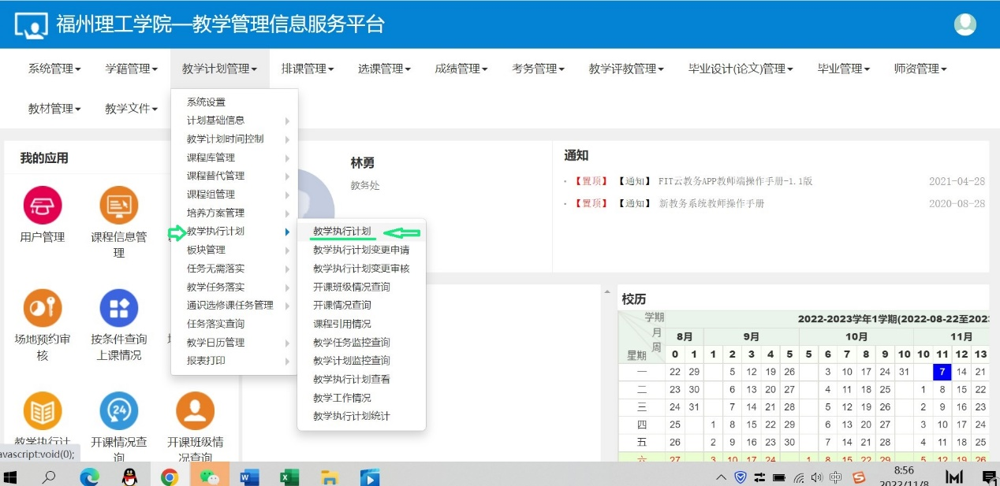 福州理工学院—教学管理信息服务平台
系统管理 学籍管理 教学计划管理 排课管理 选课管理 成绩管理 考务管理 教学评教管理 毕业设计(论文)管理 毕业管理 师资管理
教材管理 教学文件
系统设置
计划基础信息
教学计划时间控制
课程库管理
课程替代管理
课程组管理
培养方案管理
教学执行计划
板块管理
任务无需落实
教学任务落实
通识选修课任务管理
任务落实查询
教学日历管理
报表打印
教学执行计划
教学执行计划变更申请
教学执行计划变更审核
开课班级情况查询
开课情况查询
课程引用情况
教学任务监控查询
教学计划监控查询
教学执行计划查看
教学工作情况
教学执行计划统计
我的应用
用户管理
课程信息管
理
场地预约审
核
按条件查询
上课情况
教学执行计
开课情况查
询
开课班级情
况查询
林勇
教务处
通知
· 【置顶】 【通知】 FIT云教务APP教师端操作手册-1.1版 2021-04-28
· 【置顶】 【通知】 新教务系统教师操作手册 2020-08-28
校历
学期 2022-2023学年1学期(2022-08-22至2023
月 8月 9月 10月 11月
周
星期 0 1 1 2 3 4 5 5 6 7 8 9 10 10 11 12 13
一 22 29 5 12 19 26 3 10 17 24 31 7 14 21
二 23 30 6 13 20 27 4 11 18 25 1 8 15 22
三 24 31 7 14 21 28 5 12 19 26 2 9 16 23
四 25 1 8 15 22 29 6 13 20 27 3 10 17 24
五 26 2 9 16 23 30 7 14 21 28 4 11 18 25
六 27 3 10 17 24 1 8 15 22 29 5 12 19 26
avascript:void(0);
24
中
8:56
2022/11/8
1